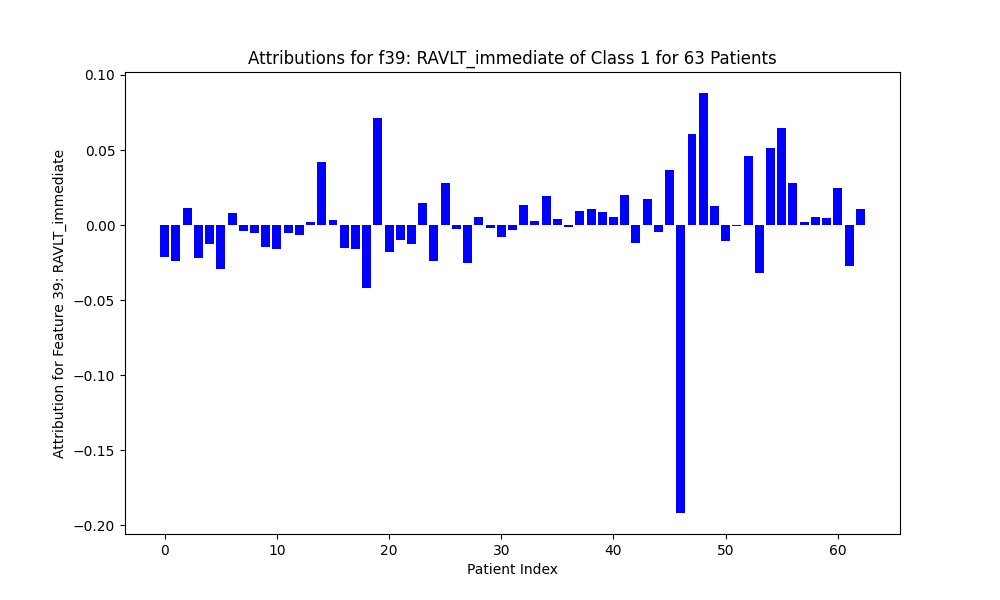 Attributions for f39: RAVLT_immediate of Class 1 for 63 Patients
Attribution for Feature 39: RAVLT_immediate
0.10
0.05
0.00
−0.05
−0.10
−0.15
−0.20
0 10 20 30 40 50 60
Patient Index